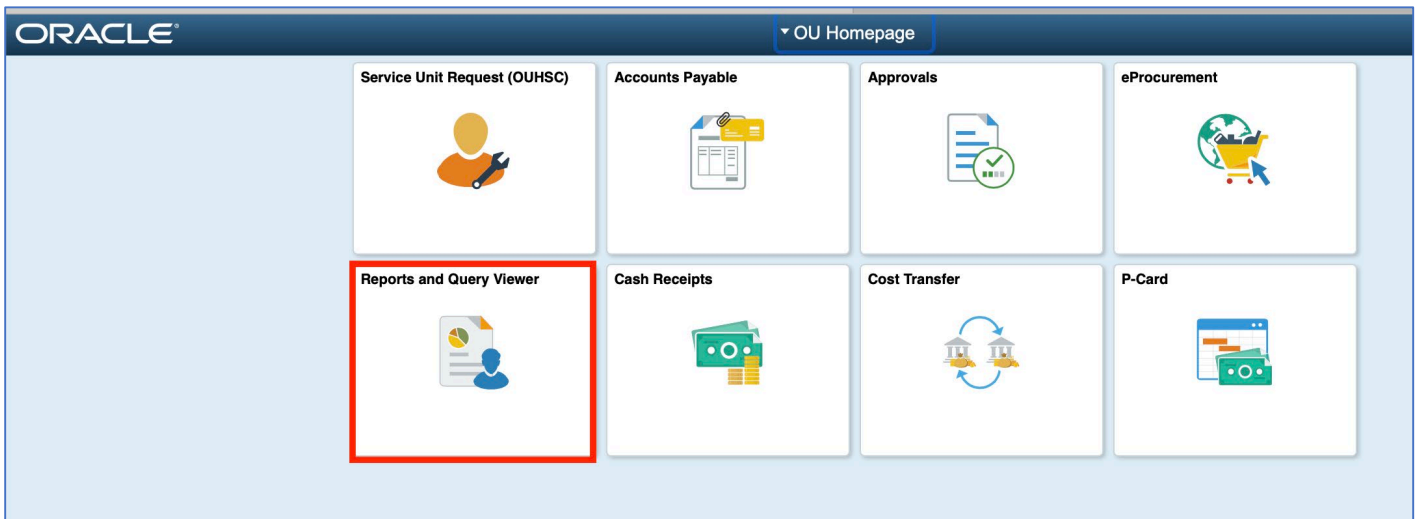 ORACLE
OU Homepage
Service Unit Request (OUHSC)
Accounts Payable
Approvals
eProcurement
Reports and Query Viewer
Cash Receipts
Cost Transfer
P-Card